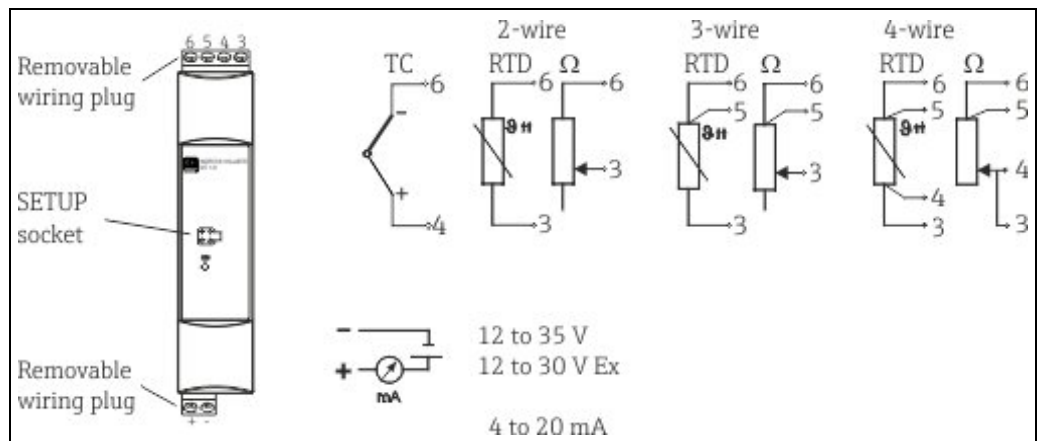 Removable
wiring plug
6 5 4 3
SETUP
socket
Removable
wiring plug
+ -
TC
6
-
+
4
2-wire
RTD Ω
6 6
ϑ
3
3
3-wire
RTD Ω
6 6
5 5
ϑ
3
3
4-wire
RTD Ω
6 6
5 5
ϑ
4 4
3 3
- 12 to 35 V
+ 12 to 30 V Ex
mA
4 to 20 mA